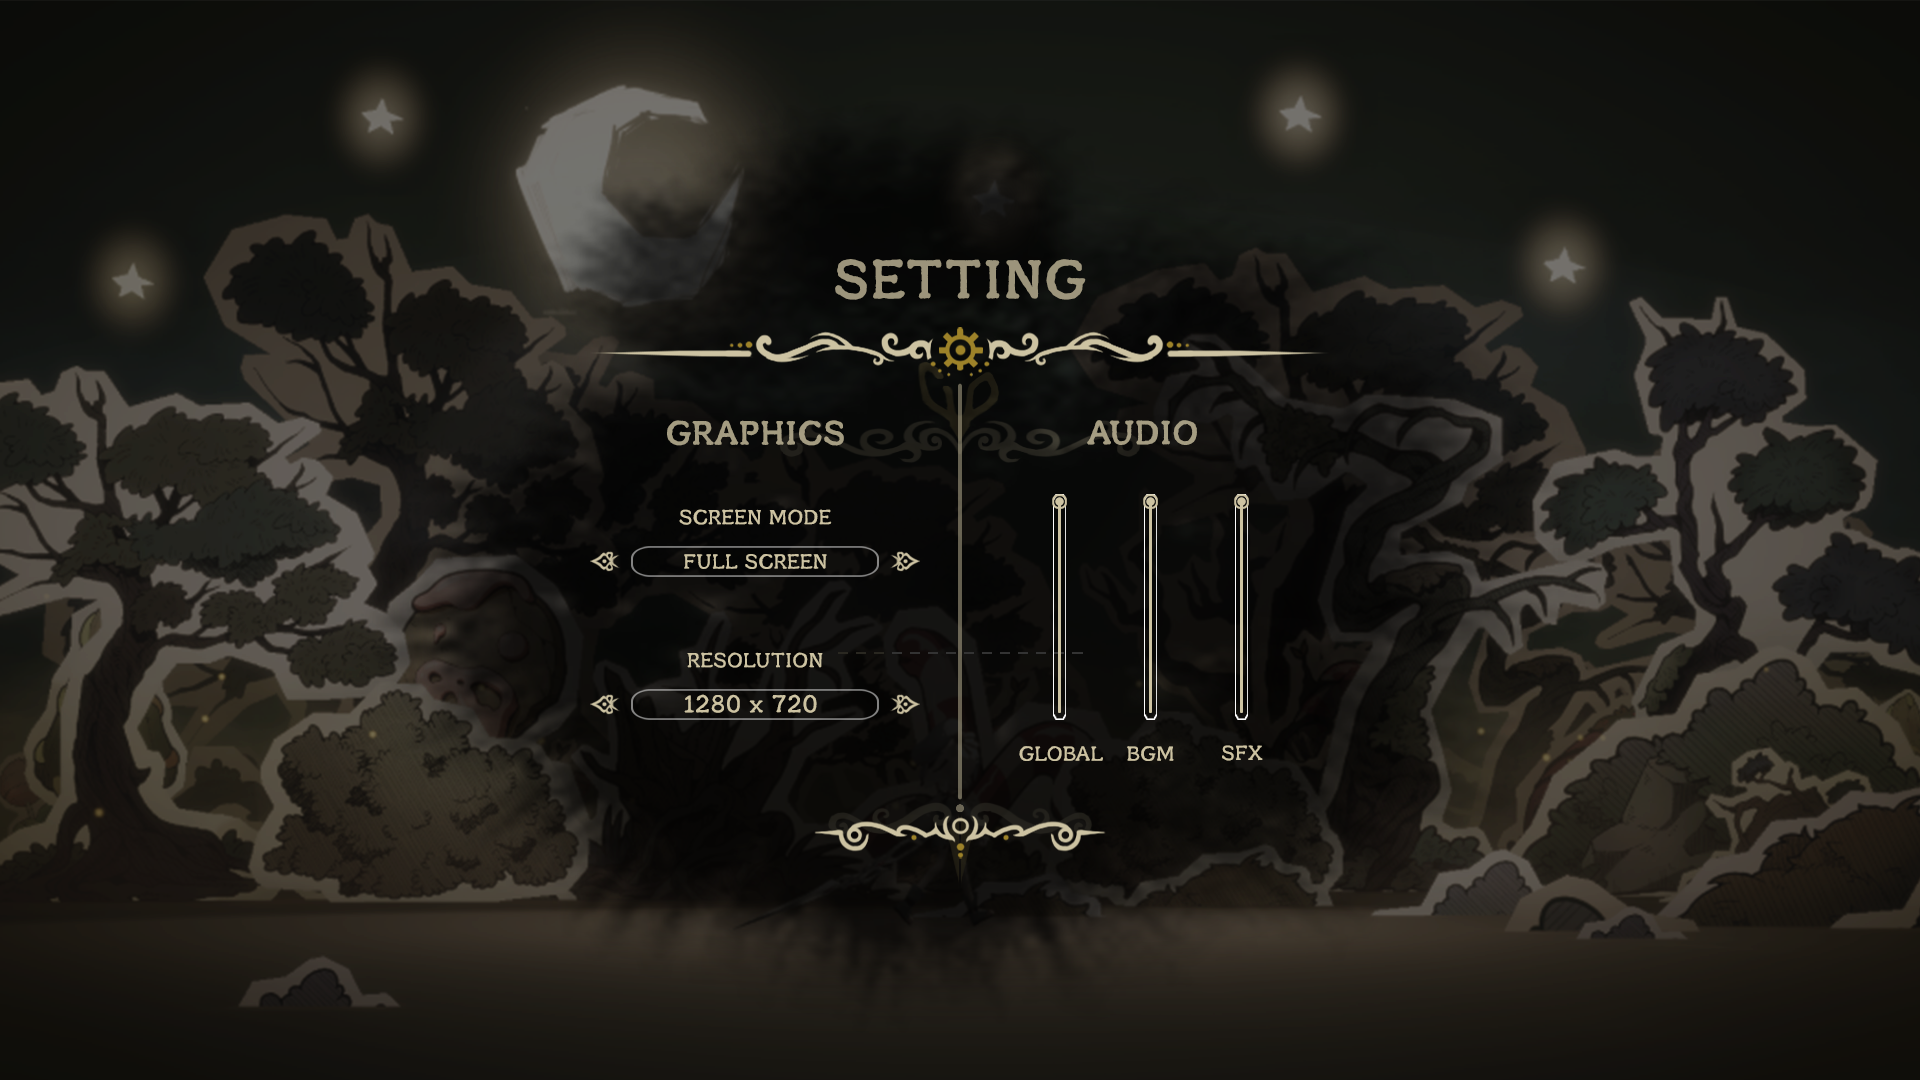 SETTING
GRAPHICS
SCREEN MODE
FULL SCREEN
RESOLUTION
1280 x 720
AUDIO
GLOBAL BGM SFX